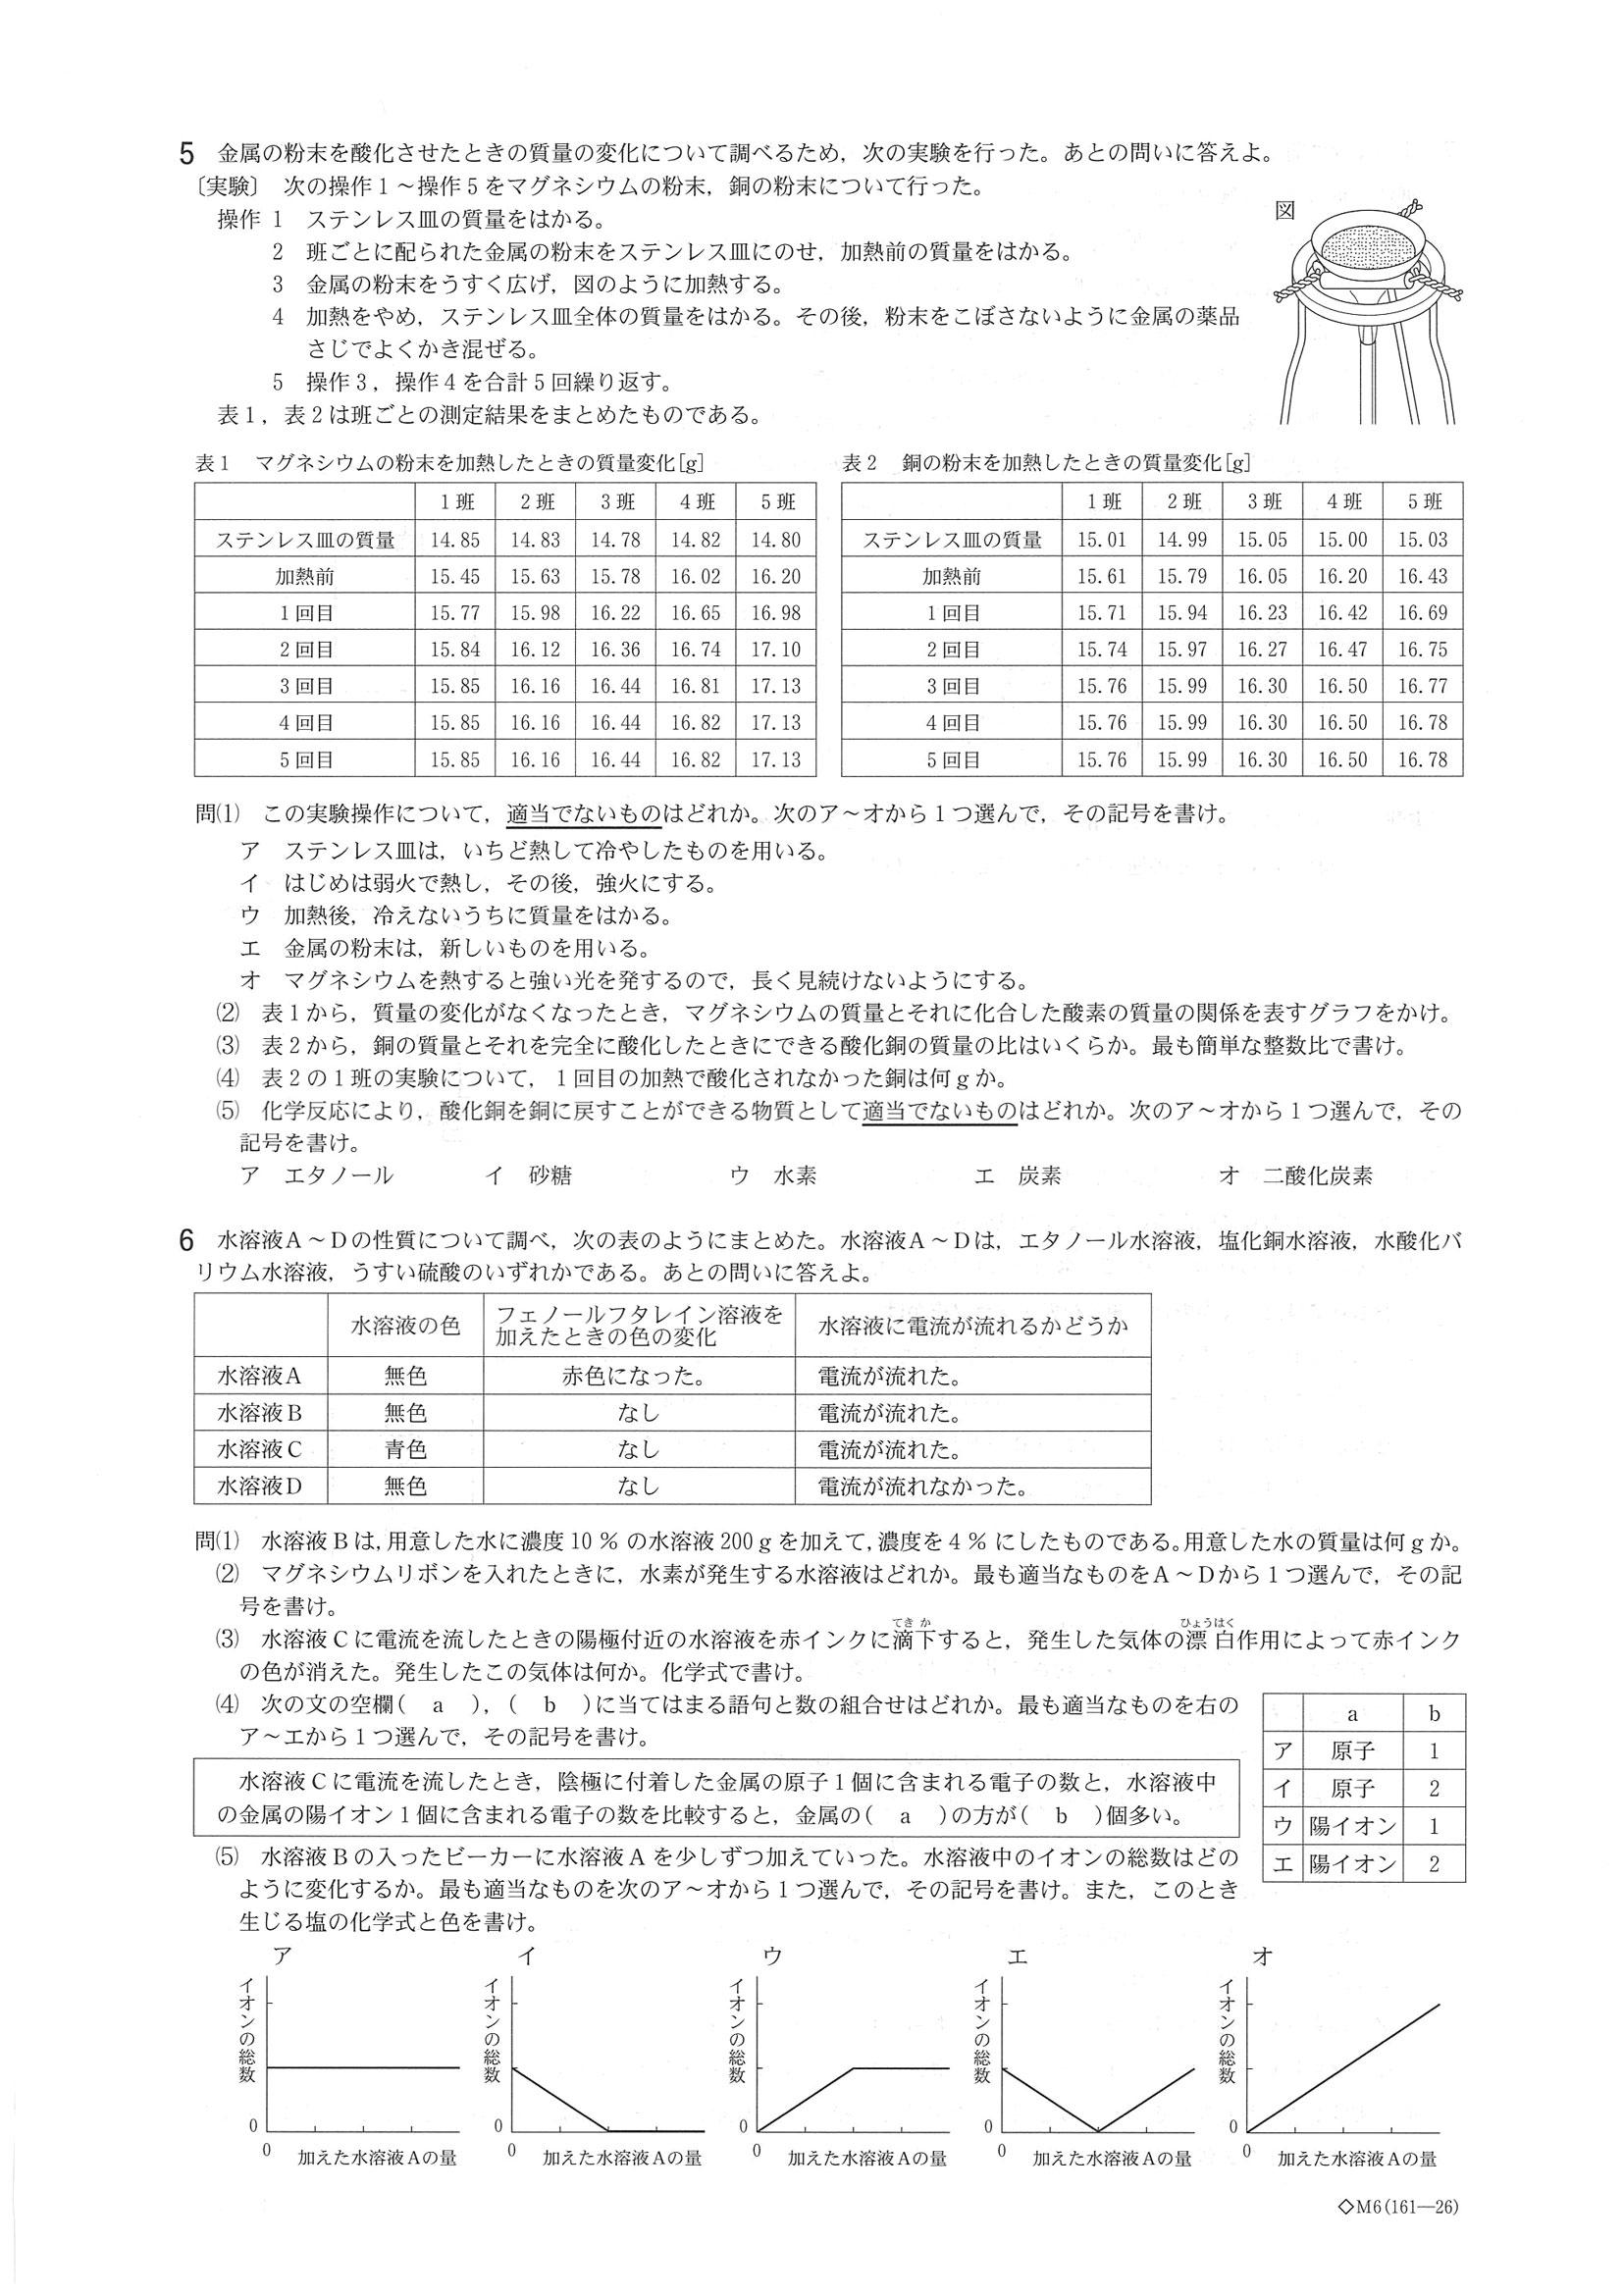 5 金属の粉末を酸化させたときの質量の変化について調べるため，次の実験を行った。あとの問いに答えよ。
〔実験〕 次の操作1～操作5をマグネシウムの粉末，銅の粉末について行った。
操作 1 ステンレス皿の質量をはかる。
図
2 班ごとに配られた金属の粉末をステンレス皿にのせ，加熱前の質量をはかる。
3 金属の粉末をうすく広げ，図のように加熱する。
4 加熱をやめ，ステンレス皿全体の質量をはかる。その後，粉末をこぼさないように金属の薬品
さじでよくかき混ぜる。
5 操作3，操作4を合計5回繰り返す。
表1，表2は班ごとの測定結果をまとめたものである。
表1 マグネシウムの粉末を加熱したときの質量変化[g]
1班 2班 3班 4班 5班
ステンレス皿の質量 14.85 14.83 14.78 14.82 14.80
加熱前 15.45 15.63 15.78 16.02 16.20
1回目 15.77 15.98 16.22 16.65 16.98
2回目 15.84 16.12 16.36 16.74 17.10
3回目 15.85 16.16 16.44 16.81 17.13
4回目 15.85 16.16 16.44 16.82 17.13
5回目 15.85 16.16 16.44 16.82 17.13
表2 銅の粉末を加熱したときの質量変化[g]
1班 2班 3班 4班 5班
ステンレス皿の質量 15.01 14.99 15.05 15.00 15.03
加熱前 15.61 15.79 16.05 16.20 16.43
1回目 15.71 15.94 16.23 16.42 16.69
2回目 15.74 15.97 16.27 16.47 16.75
3回目 15.76 15.99 16.30 16.50 16.77
4回目 15.76 15.99 16.30 16.50 16.78
5回目 15.76 15.99 16.30 16.50 16.78
問⑴ この実験操作について，適当でないものはどれか。次のア～オから1つ選んで，その記号を書け。
ア ステンレス皿は，いちど熱して冷やしたものを用いる。
イ はじめは弱火で熱し，その後，強火にする。
ウ 加熱後，冷えないうちに質量をはかる。
エ 金属の粉末は，新しいものを用いる。
オ マグネシウムを熱すると強い光を発するので，長く見続けないようにする。
⑵ 表1から，質量の変化がなくなったとき，マグネシウムの質量とそれに化合した酸素の質量の関係を表すグラフをかけ。
⑶ 表2から，銅の質量とそれを完全に酸化したときにできる酸化銅の質量の比はいくらか。最も簡単な整数比で書け。
⑷ 表2の1班の実験について，1回目の加熱で酸化されなかった銅は何gか。
⑸ 化学反応により，酸化銅を銅に戻すことができる物質として適当でないものはどれか。次のア～オから1つ選んで，その
記号を書け。
ア エタノール イ 砂糖 ウ 水素 エ 炭素 オ 二酸化炭素
6 水溶液A～Dの性質について調べ，次の表のようにまとめた。水溶液A～Dは，エタノール水溶液，塩化銅水溶液，水酸化バ
リウム水溶液，うすい硫酸のいずれかである。あとの問いに答えよ。
水溶液の色 フェノールフタレイン溶液を 水溶液に電流が流れるかどうか
加えたときの色の変化
水溶液A 無色 赤色になった。 電流が流れた。
水溶液B 無色 なし 電流が流れた。
水溶液C 青色 なし 電流が流れた。
水溶液D 無色 なし 電流が流れなかった。
問⑴ 水溶液Bは，用意した水に濃度10％の水溶液200gを加えて，濃度を4％にしたものである。用意した水の質量は何gか。
⑵ マグネシウムリボンを入れたときに，水素が発生する水溶液はどれか。最も適当なものをA～Dから1つ選んで，その記
号を書け。
てき か ひょうはく
⑶ 水溶液Cに電流を流したときの陽極付近の水溶液を赤インクに滴下すると，発生した気体の漂白作用によって赤インク
の色が消えた。発生したこの気体は何か。化学式で書け。
⑷ 次の文の空欄( a )，( b )に当てはまる語句と数の組合せはどれか。最も適当なものを右の
ア～エから1つ選んで，その記号を書け。
水溶液Cに電流を流したとき，陰極に付着した金属の原子1個に含まれる電子の数と，水溶液中
の金属の陽イオン1個に含まれる電子の数を比較すると，金属の( a )の方が( b )個多い。
a b
ア 原子 1
イ 原子 2
ウ 陽イオン 1
エ 陽イオン 2
⑸ 水溶液Bの入ったビーカーに水溶液Aを少しずつ加えていった。水溶液中のイオンの総数はどの
ように変化するか。最も適当なものを次のア～オから1つ選んで，その記号を書け。また，このとき
生じる塩の化学式と色を書け。
ア イ ウ エ オ
イオンの総数 イオンの総数 イオンの総数 イオンの総数 イオンの総数
0 0 0 0 0
0 加えた水溶液Aの量 0 加えた水溶液Aの量 0 加えた水溶液Aの量 0 加えた水溶液Aの量 0 加えた水溶液Aの量
◇M6(161―26)